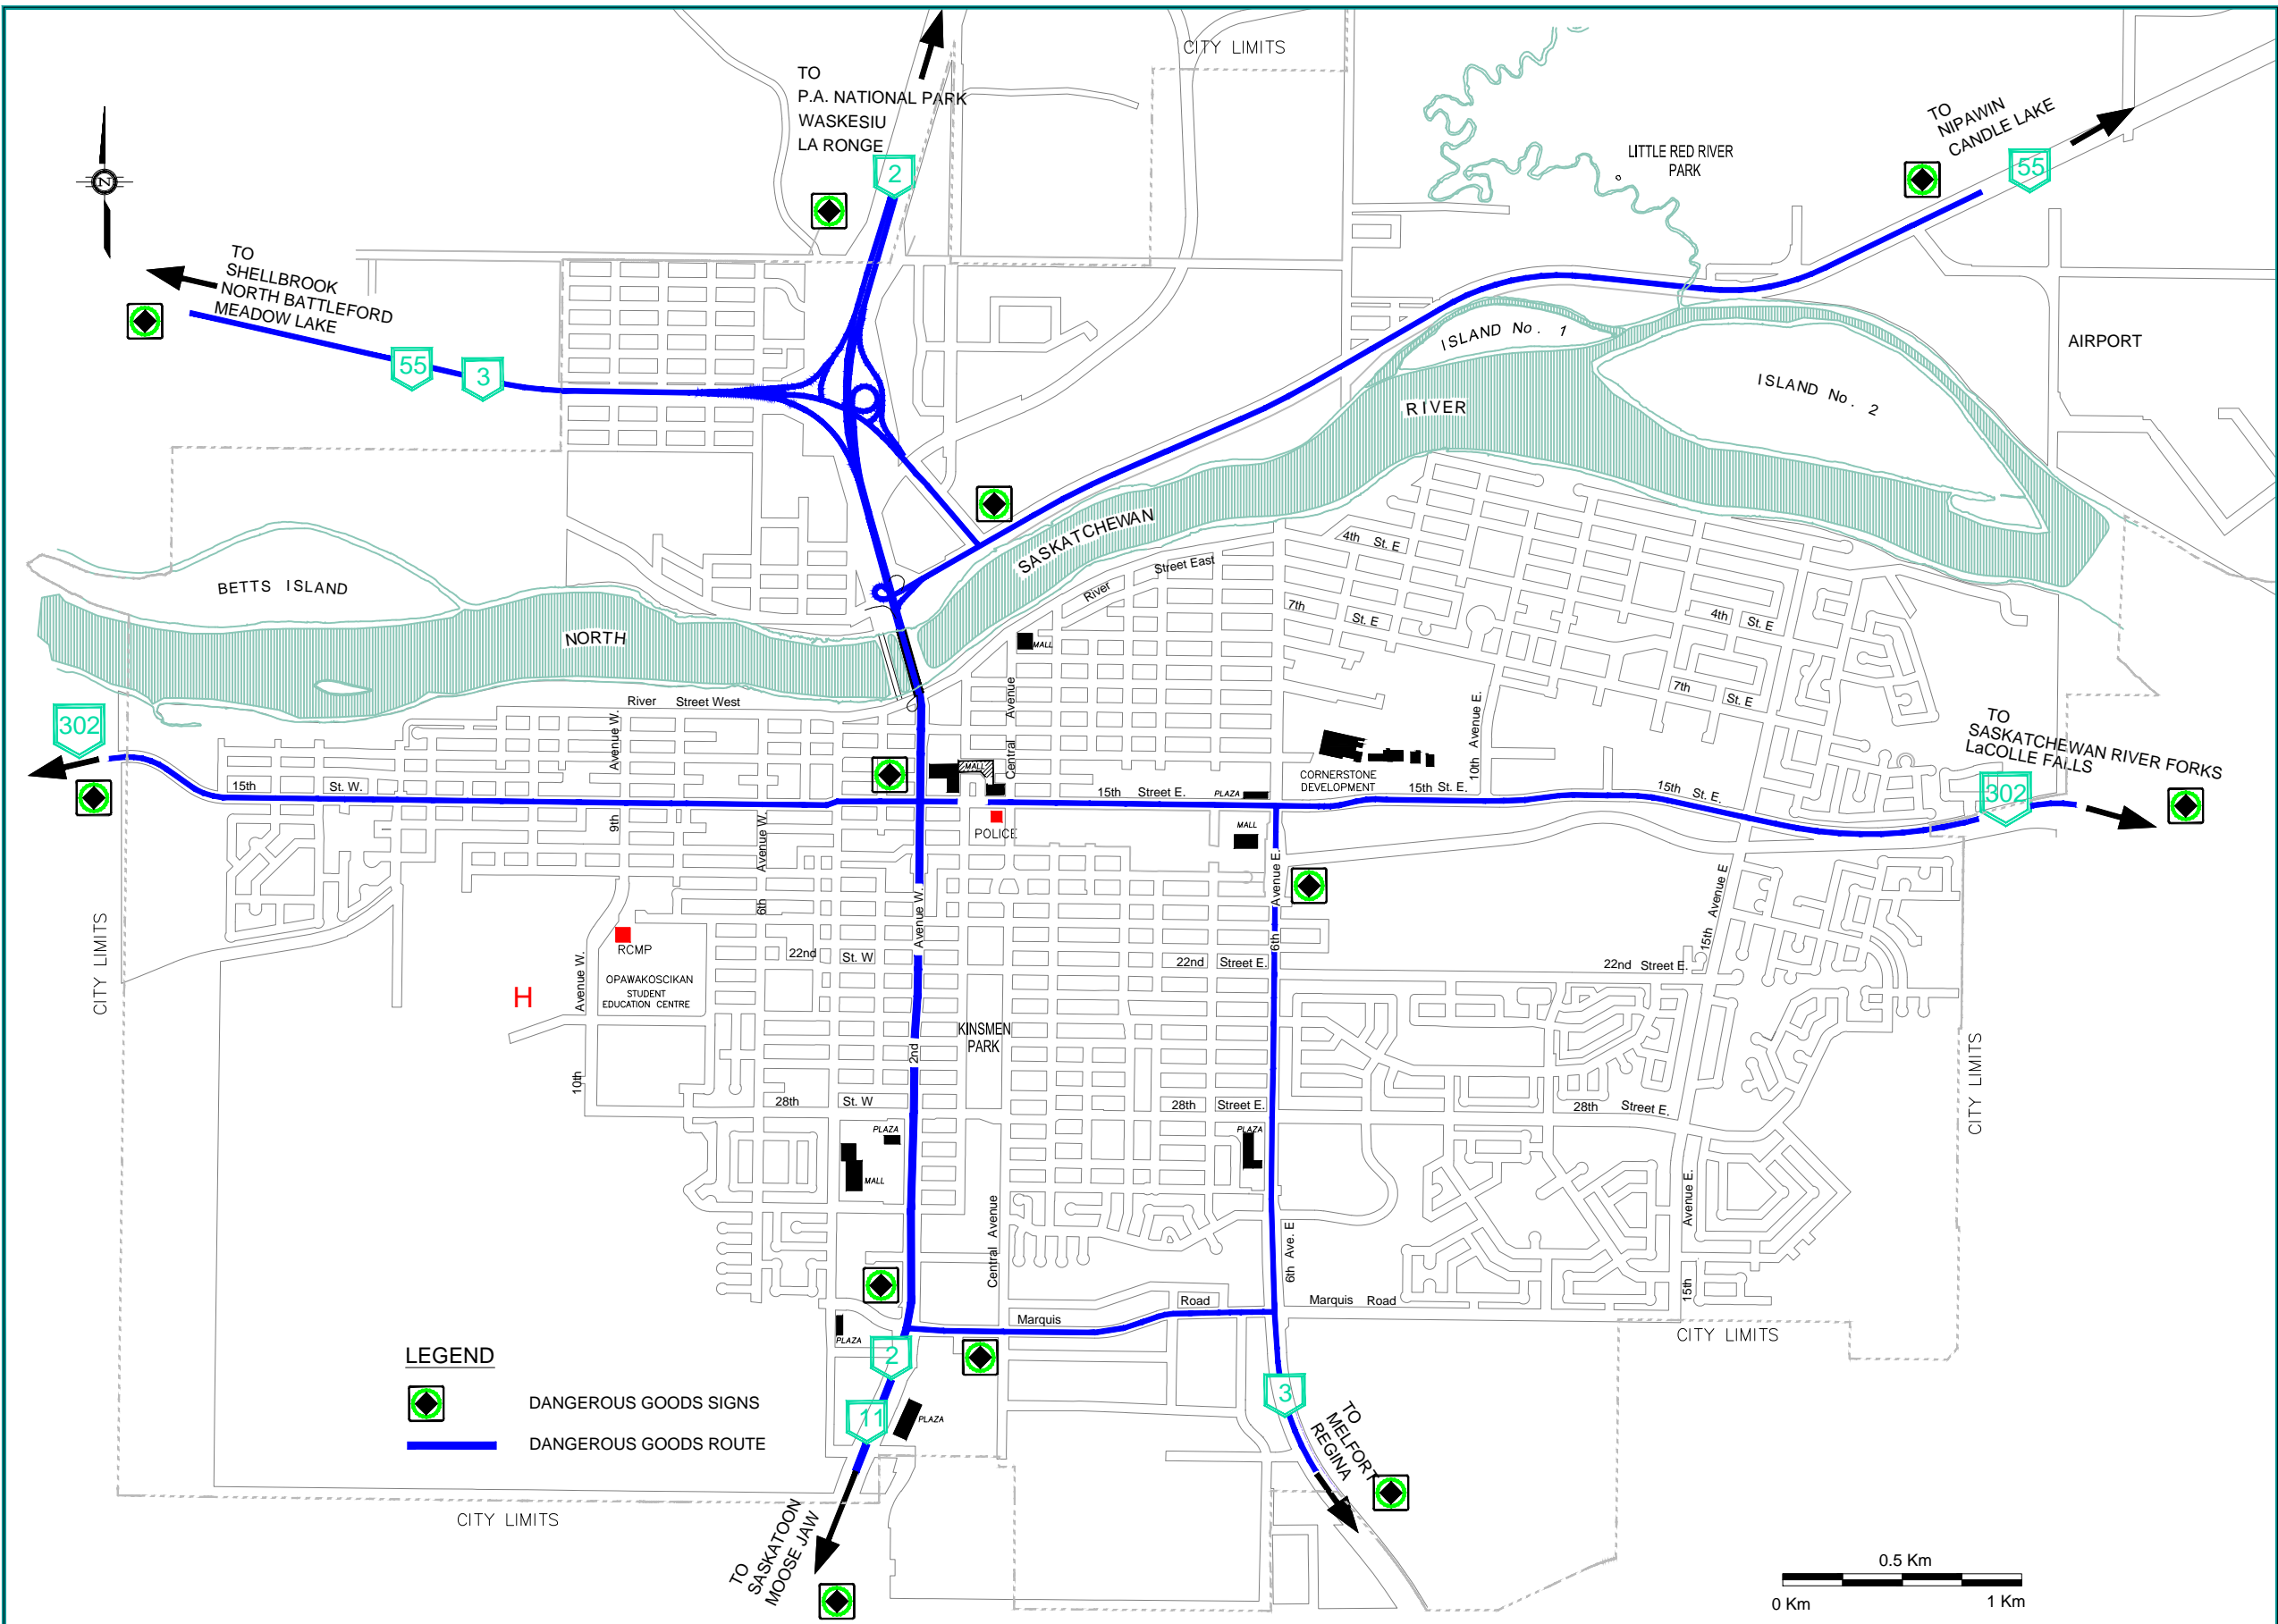 CITY LIMITS
TO
P.A. NATIONAL PARK
WASKESIU
LA RONGE
2
TO
NIPAWIN
CANDLE LAKE
55
LITTLE RED RIVER
PARK
N
TO
SHELLBROOK
NORTH BATTLEFORD
MEADOW LAKE
55
3
ISLAND No. 1
AIRPORT
ISLAND No. 2
RIVER
SASKATCHEWAN
4th St. E
Street East
River
BETTS ISLAND
7th
St. E
4th
St. E
NORTH
MALL
7th
St. E
River Street West
Avenue W.
Central Avenue
10th Avenue E.
302
TO
SASKATCHEWAN RIVER FORKS
LaCOLLE FALLS
MALL
CORNERSTONE
DEVELOPMENT
15th St. W.
15th Street E.
PLAZA
15th St. E.
15th St. E.
302
9th
Avenue W.
POLICE
MALL
Avenue E.
6th
Avenue W.
6th
Avenue E
15th
CITY LIMITS
RCMP
22nd St. W
22nd Street E.
22nd Street E.
OPAWAKOSCIKAN
STUDENT
EDUCATION CENTRE
H
Avenue W.
10th
KINSMEN
PARK
2nd
CITY LIMITS
28th St. W
28th Street E.
28th Street E.
PLAZA
PLAZA
MALL
Avenue E.
15th
Central Avenue
6th Ave. E
Road
Marquis Road
Marquis
CITY LIMITS
PLAZA
2
LEGEND
DANGEROUS GOODS SIGNS
DANGEROUS GOODS ROUTE
11
PLAZA
3
TO
MELFORT
REGINA
CITY LIMITS
TO
SASKATOON
MOOSE JAW
0.5 Km
0 Km
1 Km